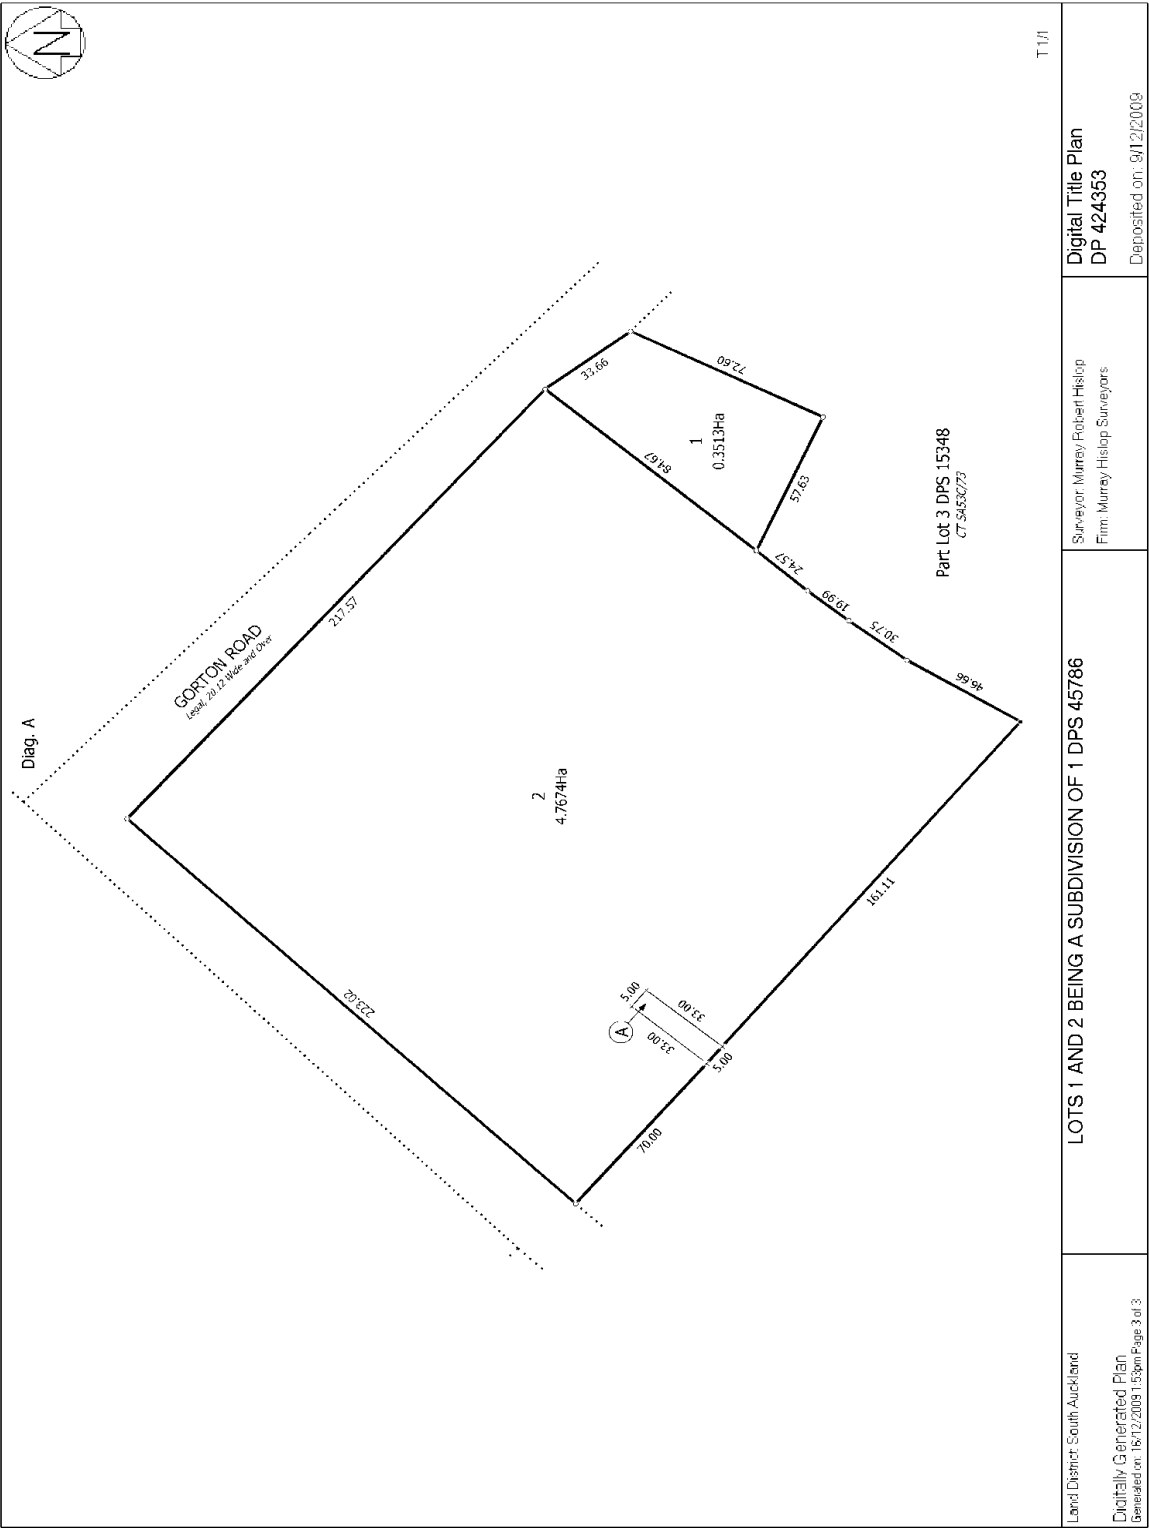 N
T 1/1
Diag. A
GORTON ROAD
Legal, 20.12 Wide and Over
217.57
33.66
72.60
1
0.3513Ha
84.67
57.63
24.57
19.99
30.75
46.66
Part Lot 3 DPS 15348
CT SA53C/73
2
4.7674Ha
223.02
161.11
5.00
A
33.00
33.00
5.00
70.00
Land District: South Auckland
Digitally Generated Plan
Generated on: 16/12/2009 1:53pm Page 3 of 3
LOTS 1 AND 2 BEING A SUBDIVISION OF 1 DPS 45786
Surveyor: Murray Robert Hislop
Firm: Murray Hislop Surveyors
Digital Title Plan
DP 424353
Deposited on: 9/12/2009